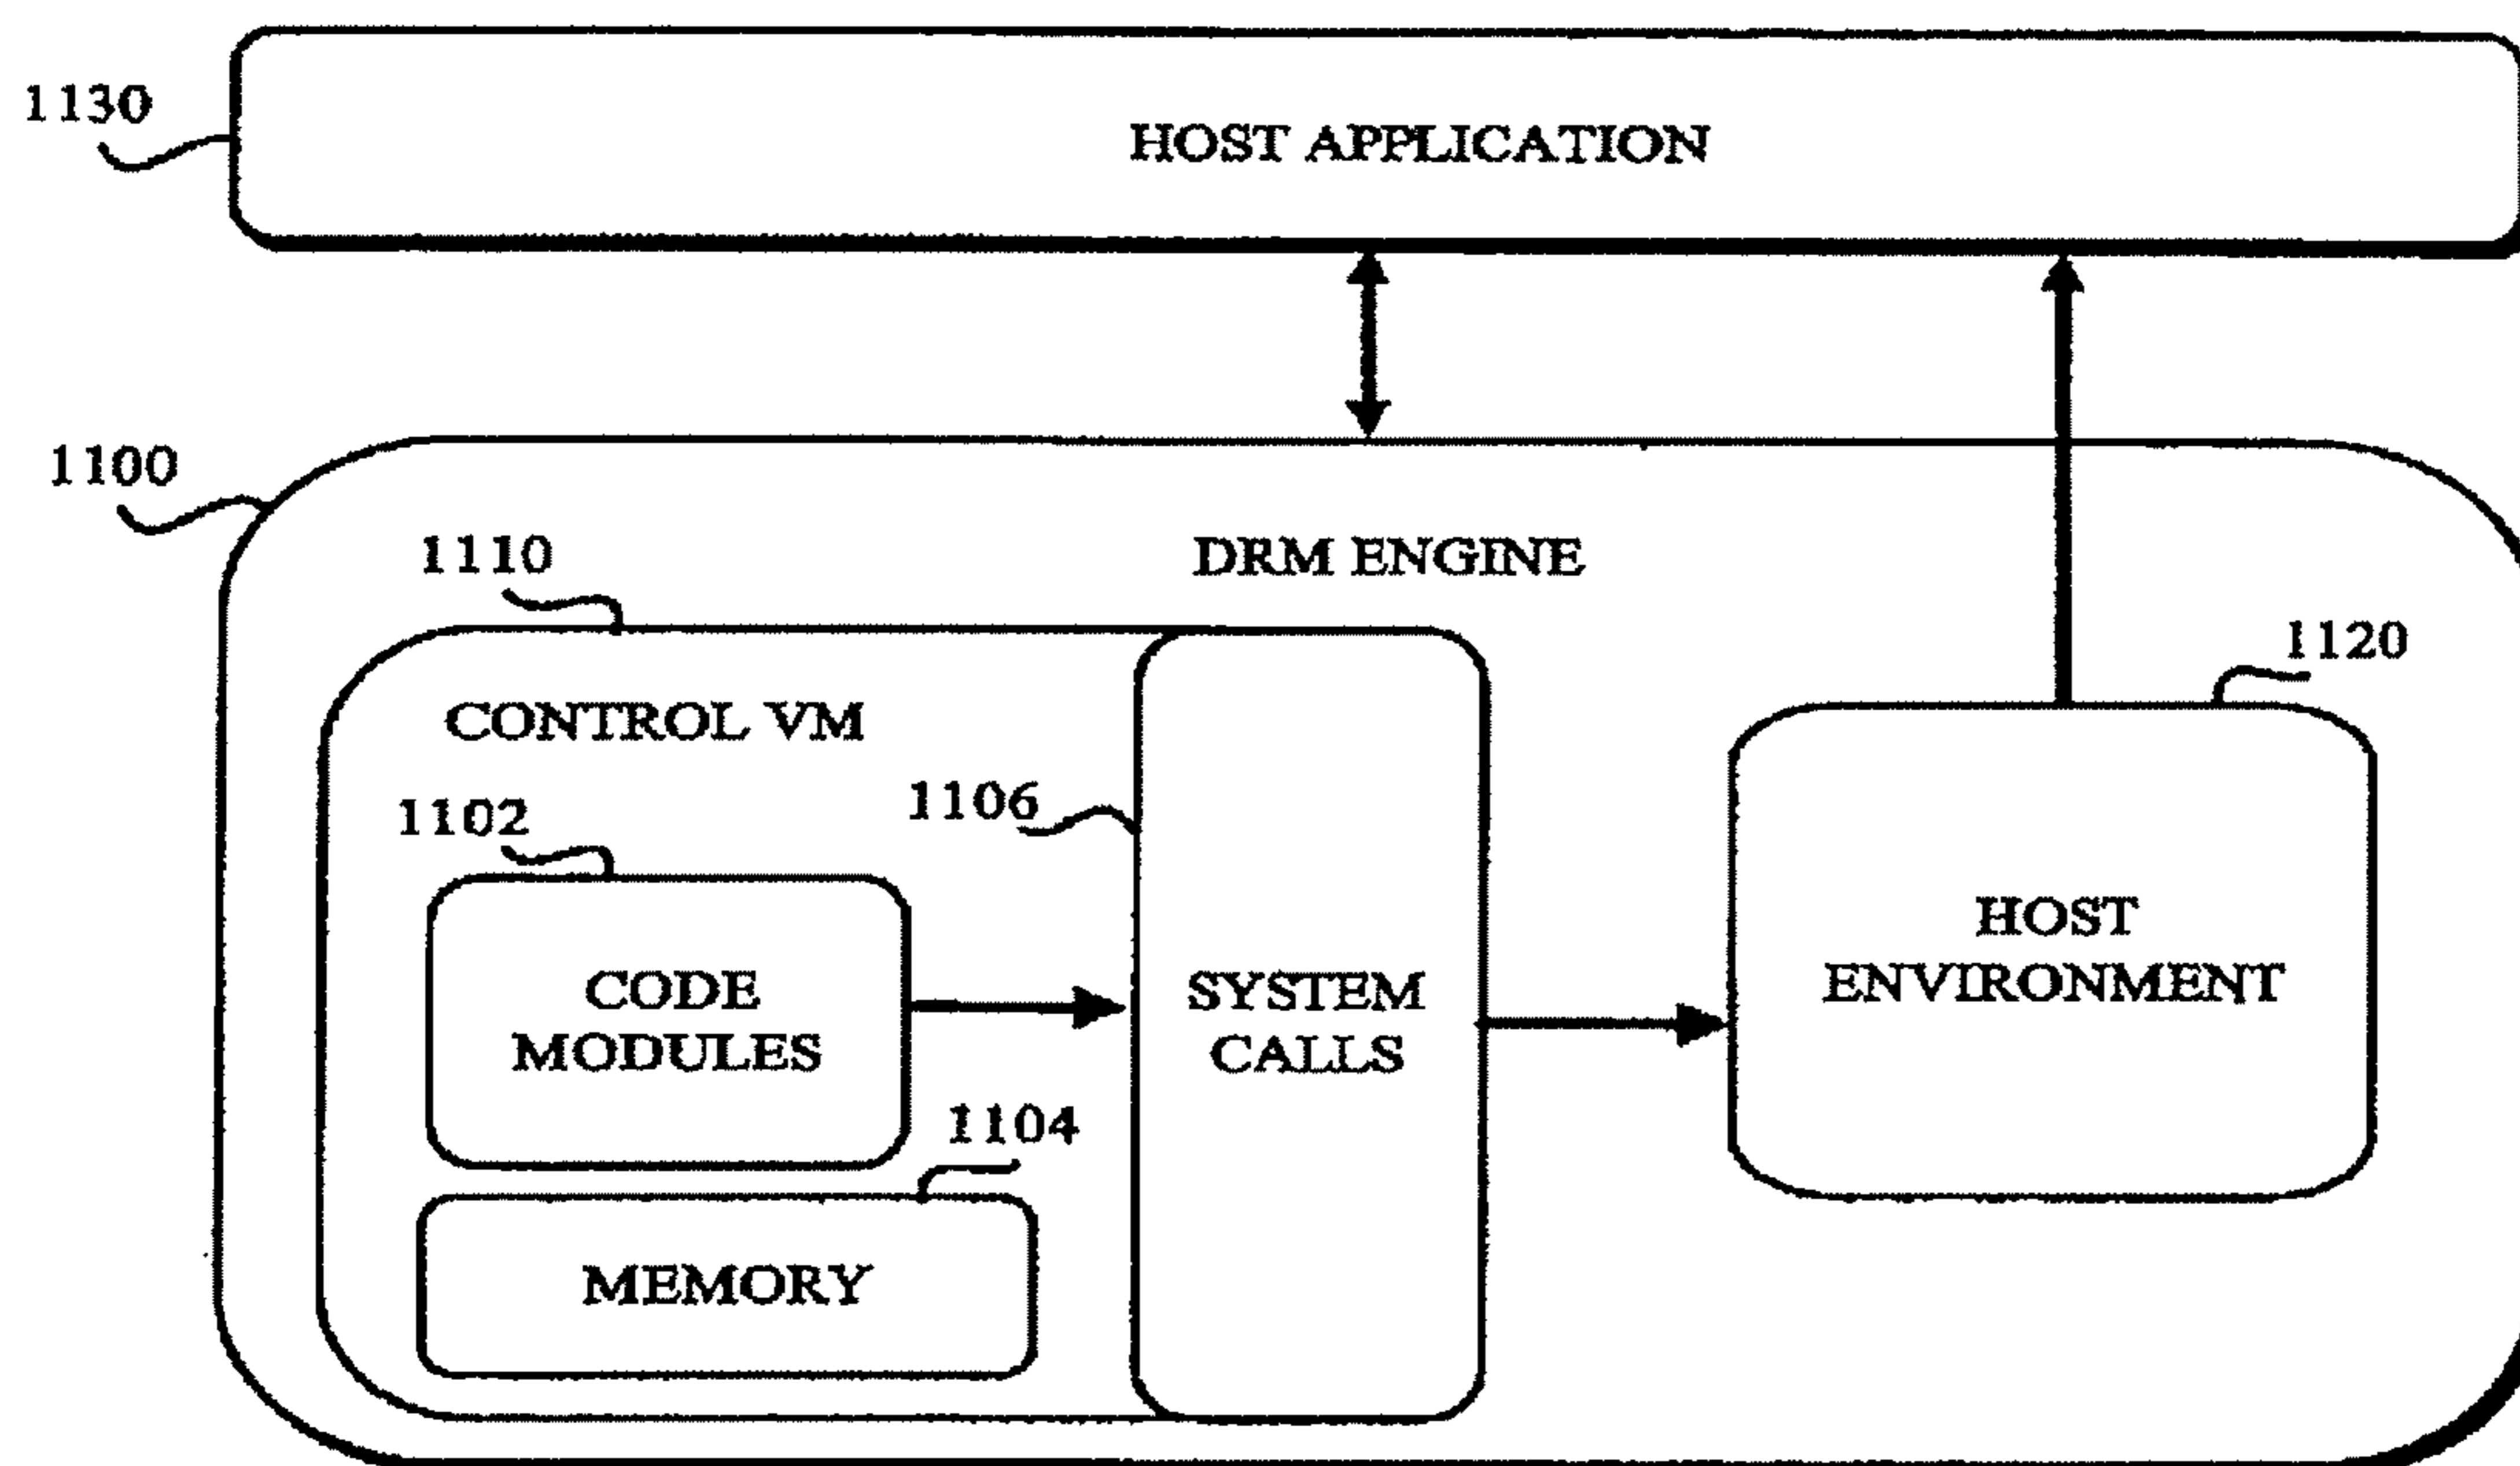 1130
HOST APPLICATION
1100
1110
DRM ENGINE
1120
CONTROL VM
1106
1102
HOST
ENVIRONMENT
CODE
MODULES
SYSTEM
CALLS
1104
MEMORY